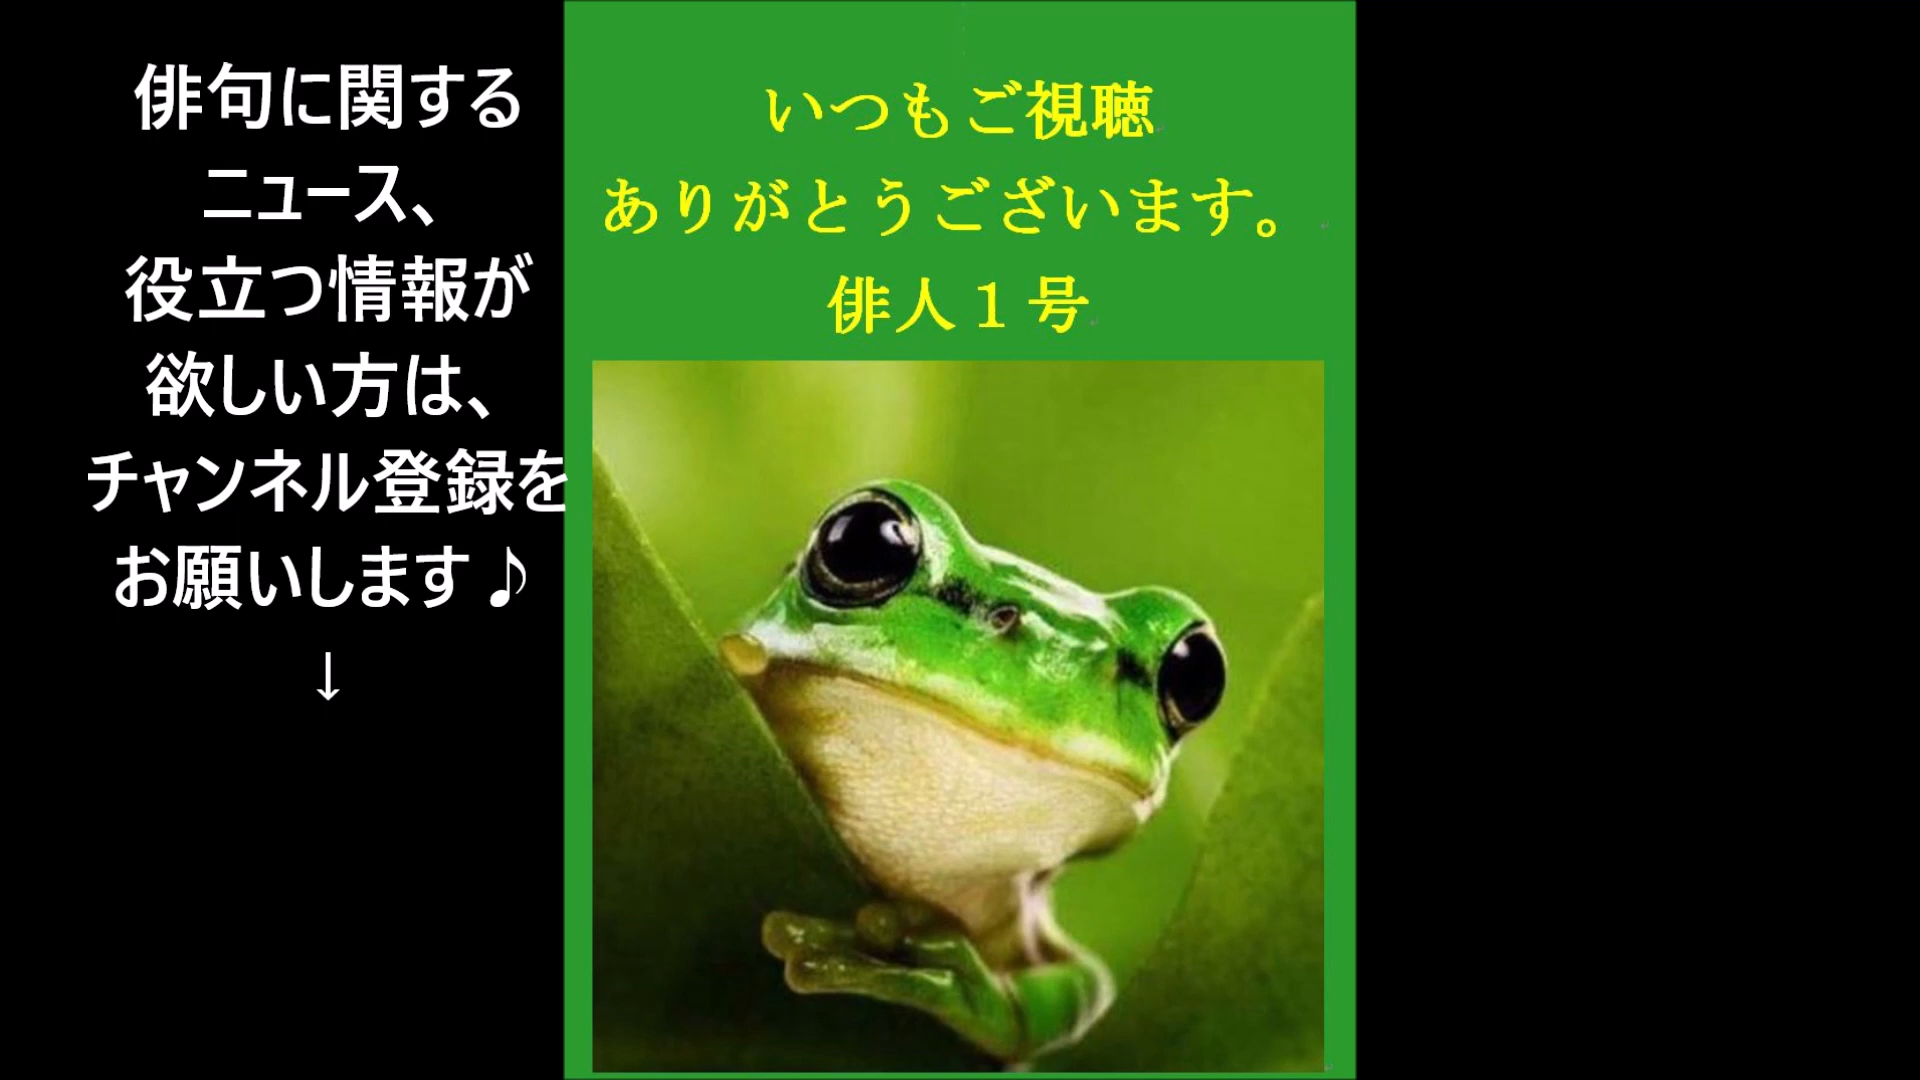 俳句に関する
ニュース、
役立つ情報が
欲しい方は、
チャンネル登録を
お願いします♪
↓
いつもご視聴
ありがとうございます。
俳人１号